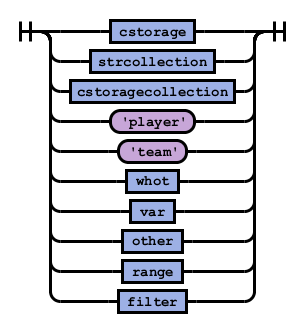 cstorage
strcollection
cstoragecollection
'player'
'team'
whot
var
other
range
filter